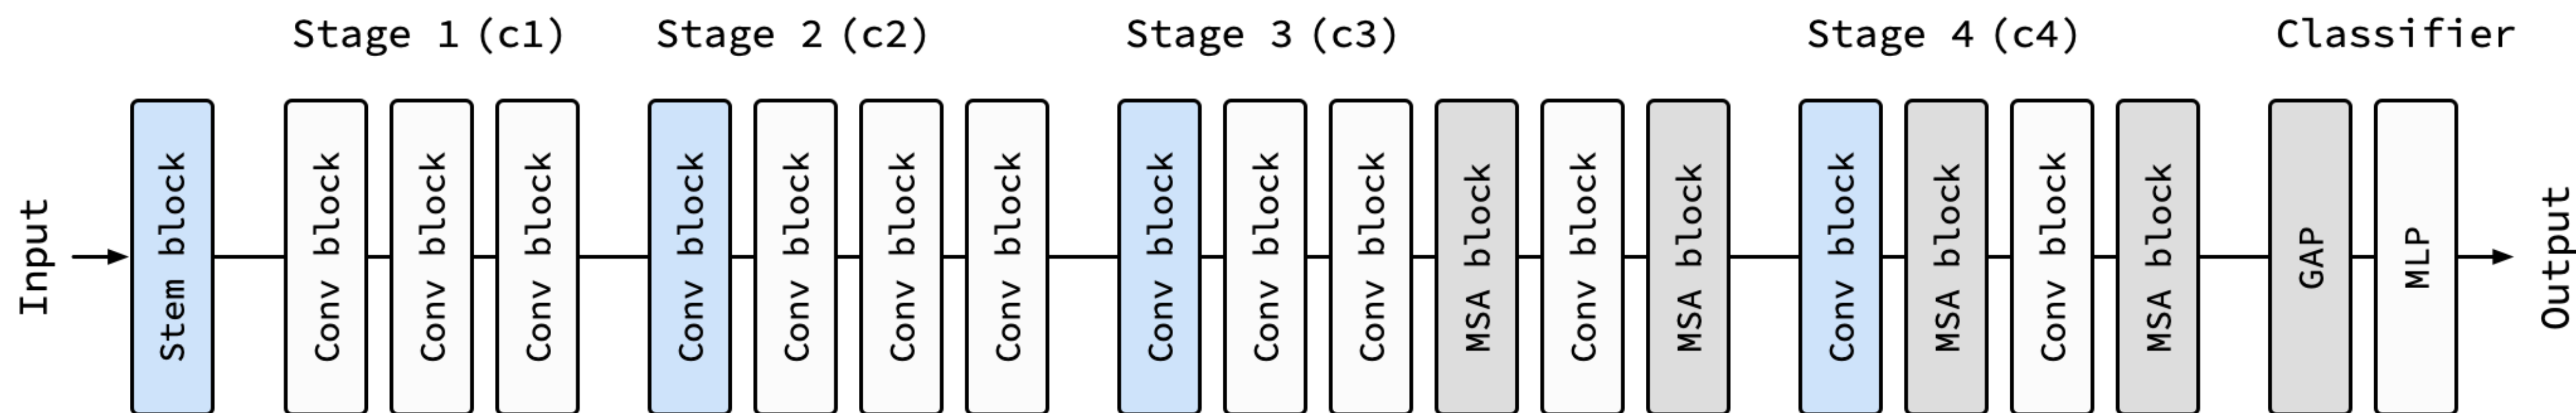 Stage 1 (c1)
Stage 2 (c2)
Stage 3 (c3)
Stage 4 (c4)
Classifier
Input
Stem block
Conv block
Conv block
Conv block
Conv block
Conv block
Conv block
Conv block
Conv block
Conv block
Conv block
MSA block
Conv block
MSA block
Conv block
MSA block
Conv block
MSA block
GAP
MLP
Output